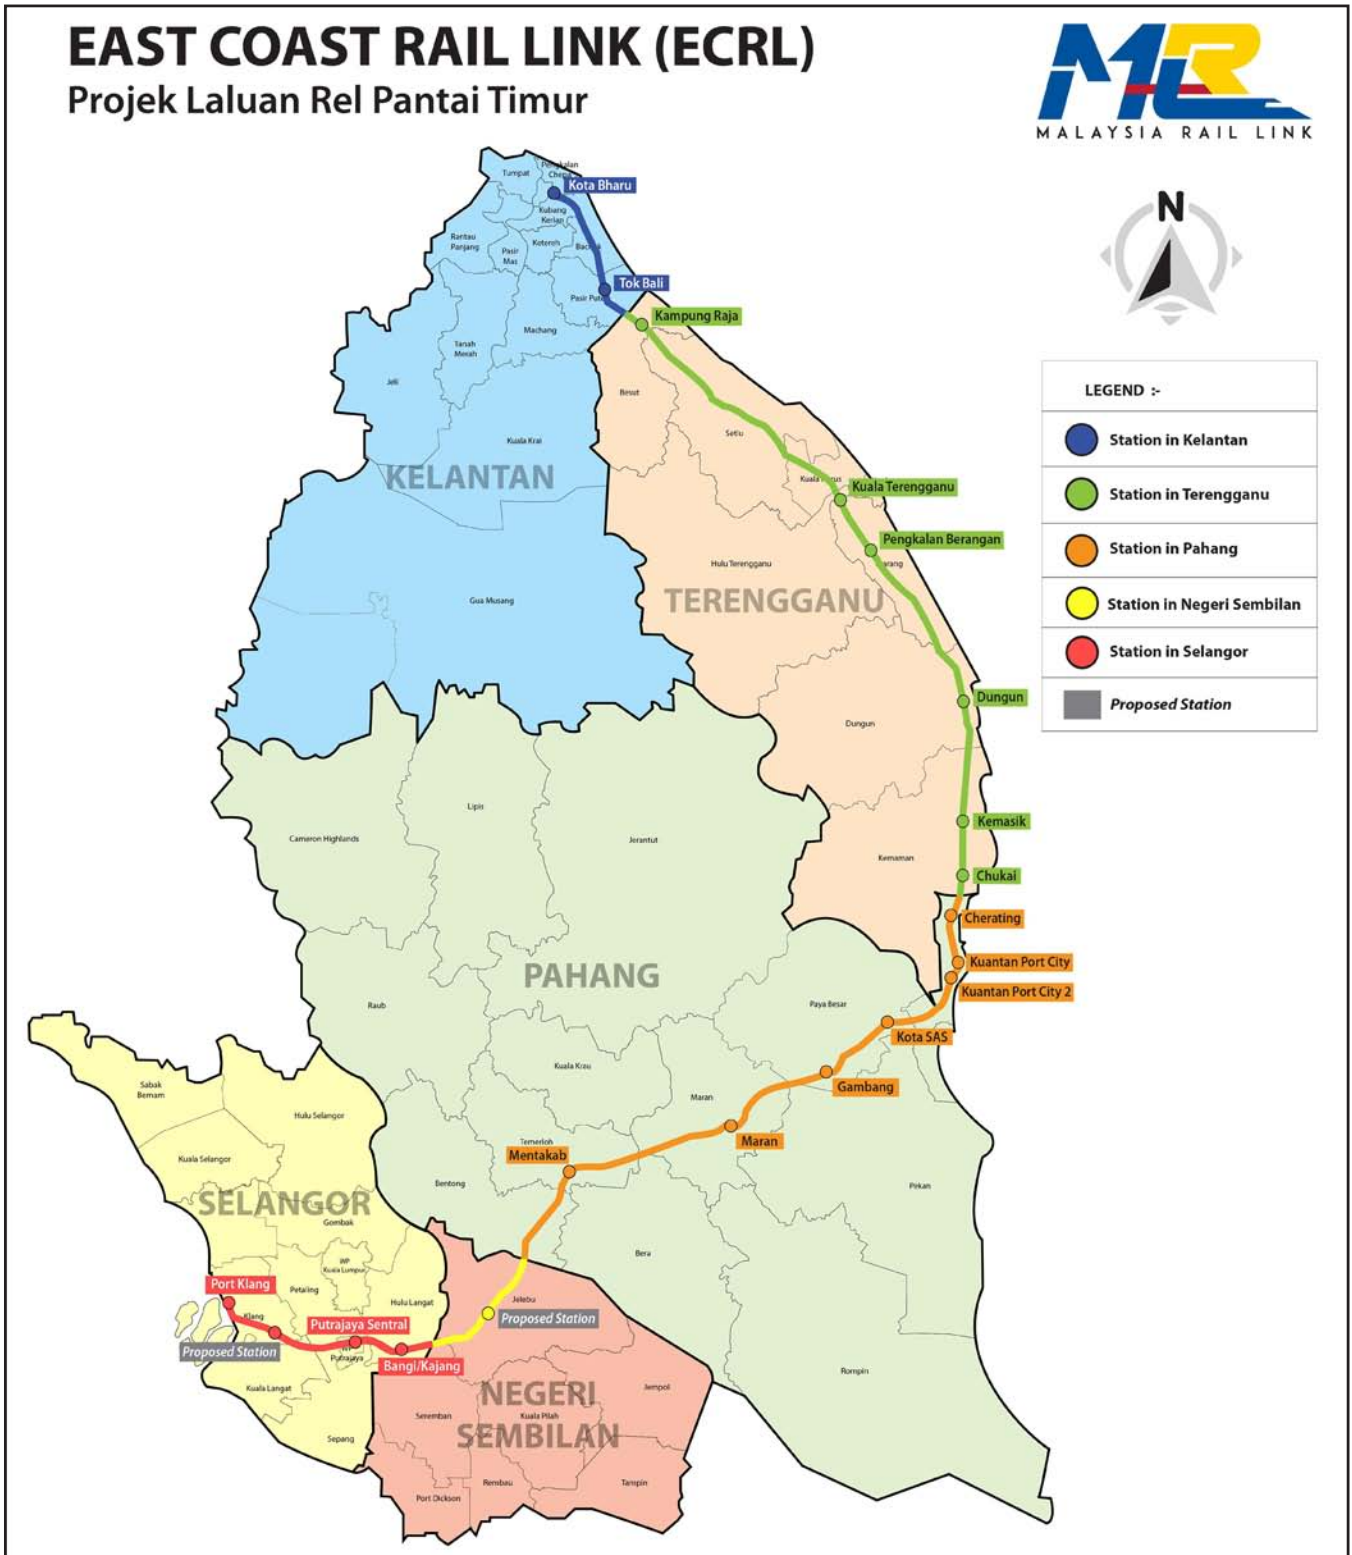 EAST COAST RAIL LINK (ECRL)
Projek Laluan Rel Pantai Timur
MALAYSIA RAIL LINK
N
LEGEND :-
Station in Kelantan
Station in Terengganu
Station in Pahang
Station in Negeri Sembilan
Station in Selangor
Proposed Station
Tumpat
Pengkalan
Kota Bharu
Kubang
Kerian
Rantau
Panjang
Pasir
Mas
Ketereh
Tok Bali
Kampung Raja
Machang
Tanah
Merah
Jeli
Besut
Kuala Krai
Setiu
KELANTAN
Kuala
Kuala Terengganu
Pengkalan Berangan
Hulu Terengganu
Gua Musang
TERENGGANU
Dungun
Dungun
Lipis
Kemasik
Cameron Highlands
Jerantut
Kemaman
Chukai
Cherating
Kuantan Port City
PAHANG
Kuantan Port City 2
Raub
Paya Besar
Kota SAS
Kuala Krau
Gambang
Sabak
Bernam
Maran
Hulu Selangor
Maran
Temerloh
Mentakab
Kuala Selangor
Bentong
Pekan
SELANGOR
Gombak
Bera
WP
Kuala Lumpur
Port Klang
Petaling
Hulu Langat
Jelebu
Klang
Proposed Station
Putrajaya Sentral
Proposed Station
Putrajaya
Bangi/Kajang
Rompin
Kuala Langat
NEGERI
SEMBILAN
Jempol
Seremban
Kuala Pilah
Sepang
Rembau
Tampin
Port Dickson